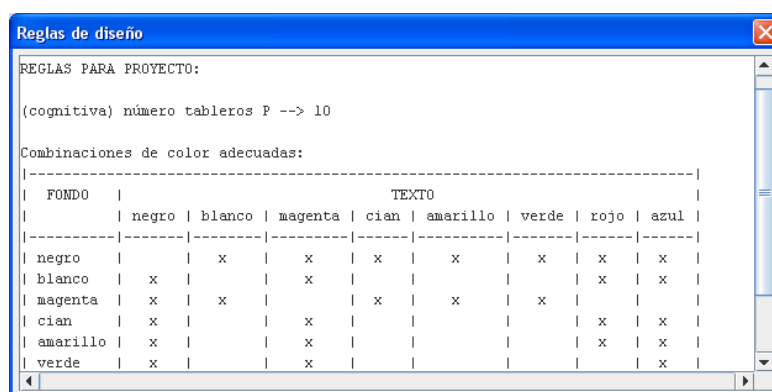 Reglas de diseño
REGLAS PARA PROYECTO:
(cognitiva) número tableros P --> 10
Combinaciones de color adecuadas:
|--------------------------------------------------------------------------|
| FONDO | TEXTO |
| | negro | blanco | magenta | cian | amarillo | verde | rojo | azul |
|----------|-------|--------|---------|------|----------|-------|------|------|
| negro | | x | x | x | x | x | x | x |
| blanco | x | | x | | | | x | x |
| magenta | x | x | | x | x | x | | |
| cian | x | | x | | | | x | x |
| amarillo | x | | x | | | | x | x |
| verde | x | | x | | | | | x |